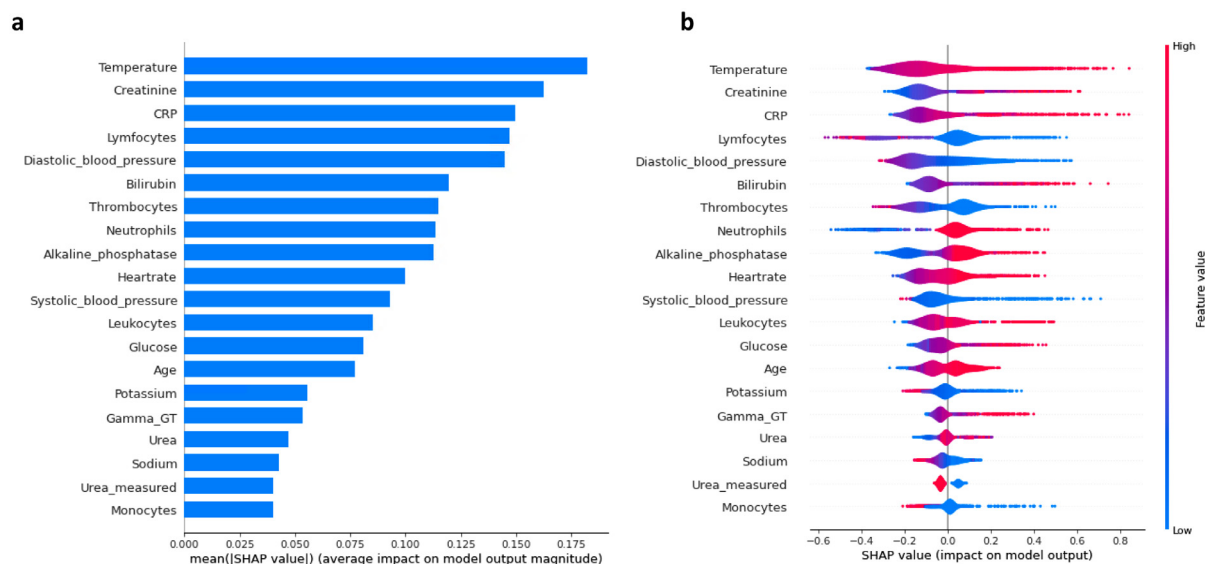 a
Temperature
Creatinine
CRP
Lymfocytes
Diastolic_blood_pressure
Bilirubin
Thrombocytes
Neutrophils
Alkaline_phosphatase
Heartrate
Systolic_blood_pressure
Leukocytes
Glucose
Age
Potassium
Gamma_GT
Urea
Sodium
Urea_measured
Monocytes
0.000 0.025 0.050 0.075 0.100 0.125 0.150 0.175
mean(|SHAP value|) (average impact on model output magnitude)
b
Temperature
Creatinine
CRP
Lymfocytes
Diastolic_blood_pressure
Bilirubin
Thrombocytes
Neutrophils
Alkaline_phosphatase
Heartrate
Systolic_blood_pressure
Leukocytes
Glucose
Age
Potassium
Gamma_GT
Urea
Sodium
Urea_measured
Monocytes
−0.6 −0.4 −0.2 0.0 0.2 0.4 0.6 0.8
SHAP value (impact on model output)
High
Feature value
Low